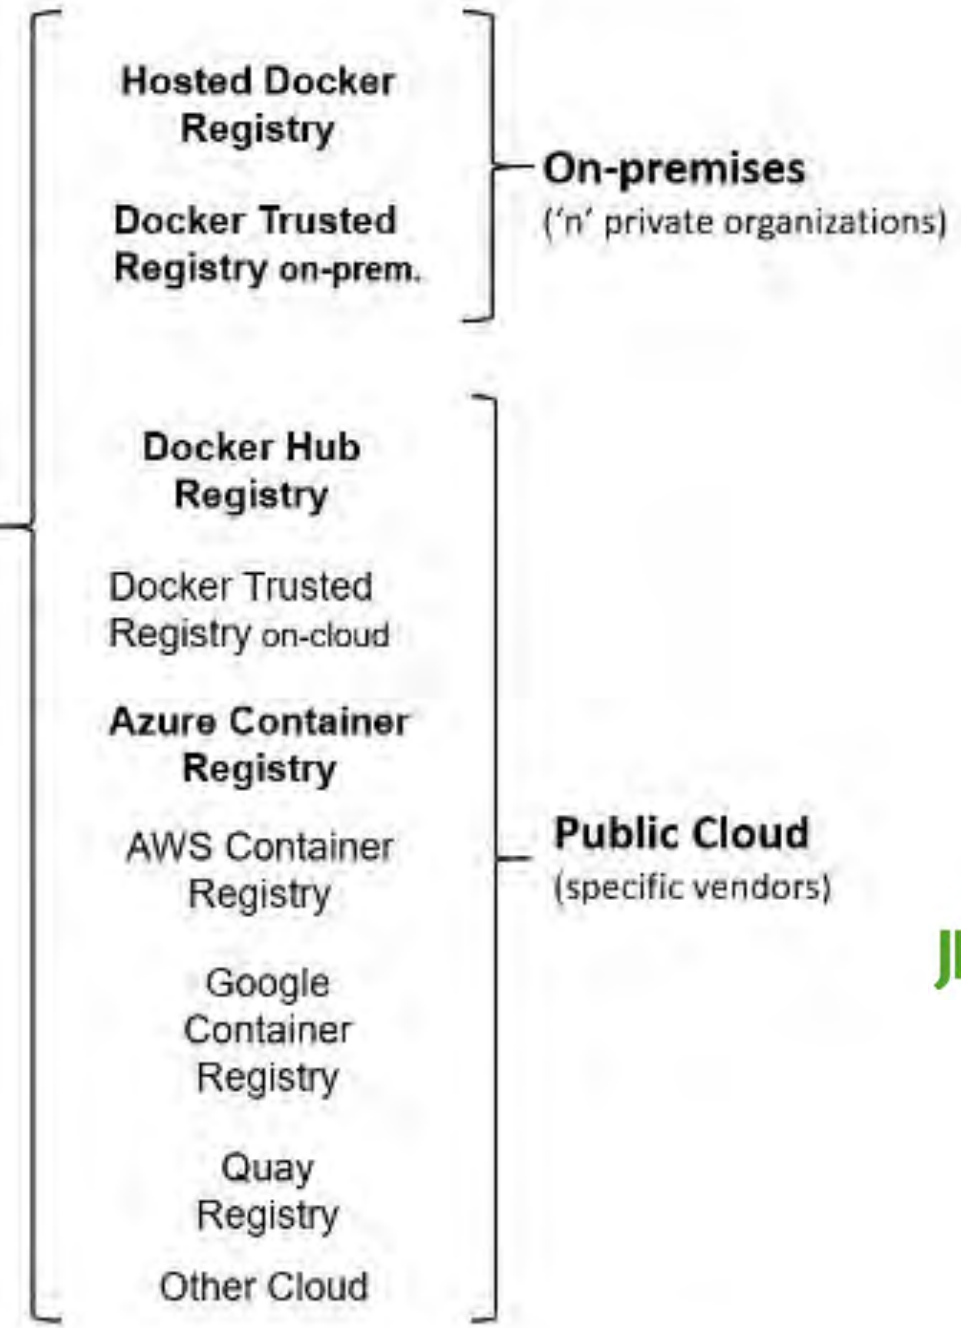 Hosted Docker
Registry
Docker Trusted
Registry on-prem.
On-premises
('n' private organizations)
Docker Hub
Registry
Docker Trusted
Registry on-cloud
Azure Container
Registry
AWS Container
Registry
Google
Container
Registry
Quay
Registry
Other Cloud
Public Cloud
(specific vendors)